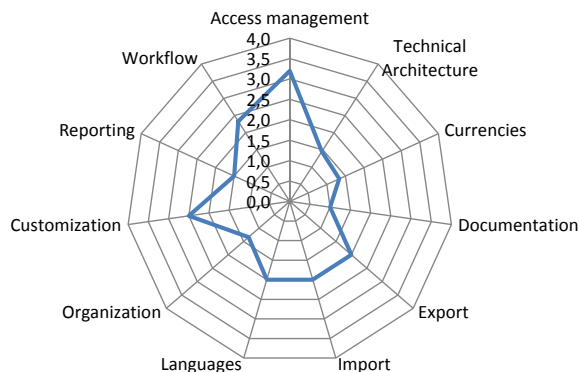 Access management
4,0
3,5
3,0
2,5
2,0
1,5
1,0
0,5
0,0
Technical
Architecture
Currencies
Documentation
Export
Import
Languages
Organization
Customization
Reporting
Workflow